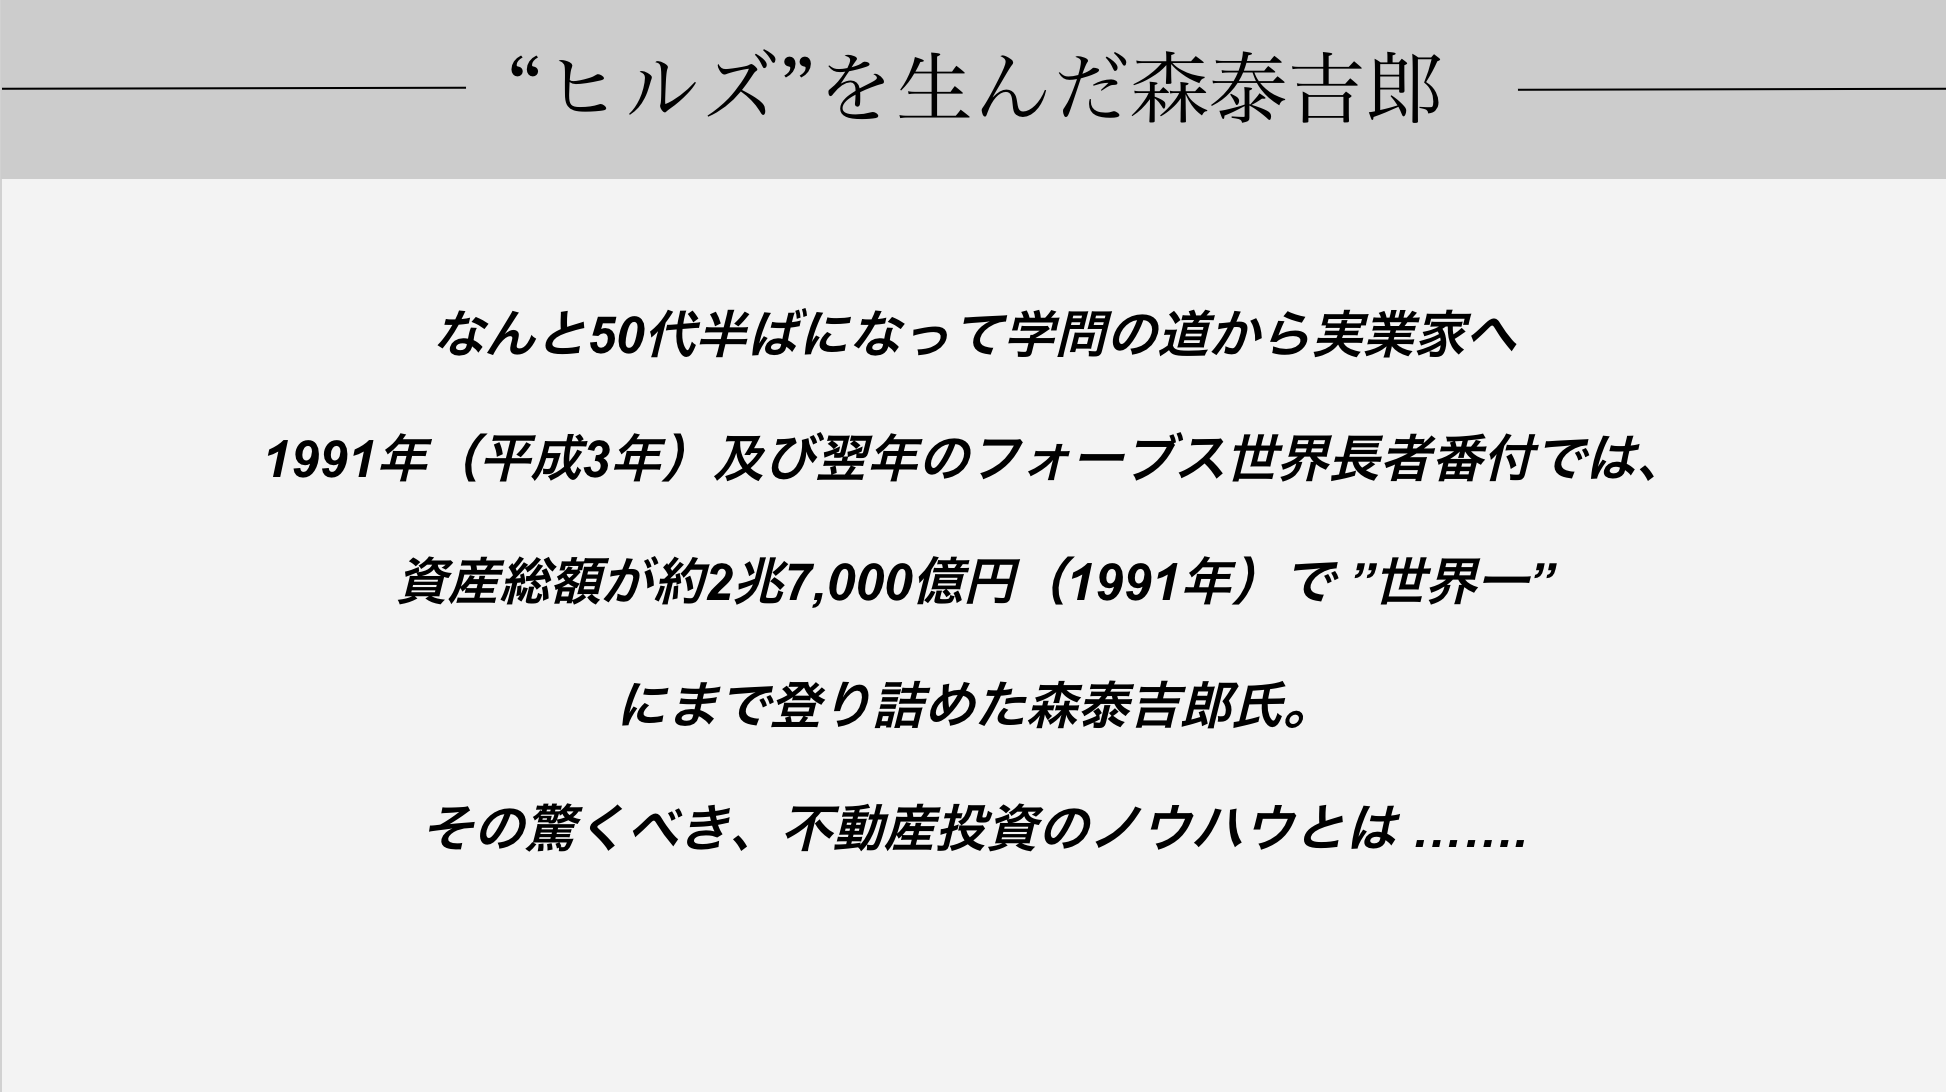 “ヒルズ”を生んだ森泰吉郎
なんと50代半ばになって学問の道から実業家へ
1991年（平成3年）及び翌年のフォーブス世界長者番付では、
資産総額が約2兆7,000億円（1991年）で ”世界一”
にまで登り詰めた森泰吉郎氏。
その驚くべき、不動産投資のノウハウとは …….